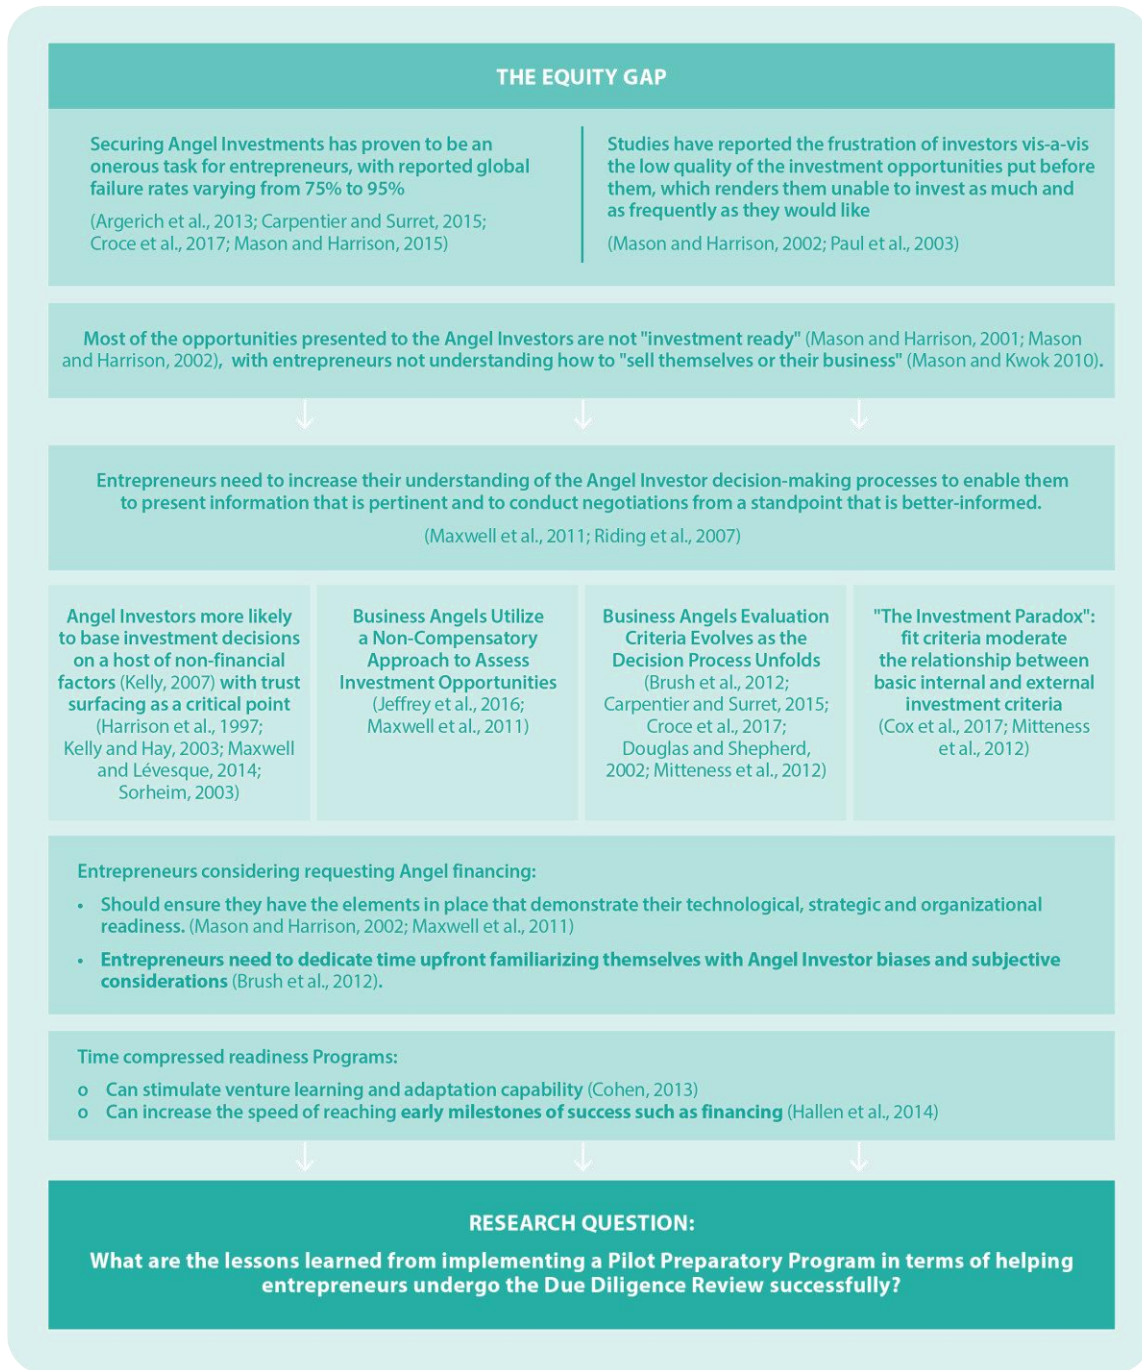 THE EQUITY GAP
Securing Angel Investments has proven to be an
onerous task for entrepreneurs, with reported global
failure rates varying from 75% to 95%
(Argerich et al., 2013; Carpentier and Surret, 2015;
Croce et al., 2017; Mason and Harrison, 2015)
Studies have reported the frustration of investors vis-a-vis
the low quality of the investment opportunities put before
them, which renders them unable to invest as much and
as frequently as they would like
(Mason and Harrison, 2002; Paul et al., 2003)
Most of the opportunities presented to the Angel Investors are not "investment ready" (Mason and Harrison, 2001; Mason
and Harrison, 2002), with entrepreneurs not understanding how to "sell themselves or their business" (Mason and Kwok 2010).
Entrepreneurs need to increase their understanding of the Angel Investor decision-making processes to enable them
to present information that is pertinent and to conduct negotiations from a standpoint that is better-informed.
(Maxwell et al., 2011; Riding et al., 2007)
Angel Investors more likely
to base investment decisions
on a host of non-financial
factors (Kelly, 2007) with trust
surfacing as a critical point
(Harrison et al., 1997;
Kelly and Hay, 2003; Maxwell
and Lévesque, 2014;
Sorheim, 2003)
Business Angels Utilize
a Non-Compensatory
Approach to Assess
Investment Opportunities
(Jeffrey et al., 2016;
Maxwell et al., 2011)
Business Angels Evaluation
Criteria Evolves as the
Decision Process Unfolds
(Brush et al., 2012;
Carpentier and Surret, 2015;
Croce et al., 2017;
Douglas and Shepherd,
2002; Mitteness et al., 2012)
"The Investment Paradox":
fit criteria moderate
the relationship between
basic internal and external
investment criteria
(Cox et al., 2017; Mitteness
et al., 2012)
Entrepreneurs considering requesting Angel financing:
• Should ensure they have the elements in place that demonstrate their technological, strategic and organizational
readiness. (Mason and Harrison, 2002; Maxwell et al., 2011)
• Entrepreneurs need to dedicate time upfront familiarizing themselves with Angel Investor biases and subjective
considerations (Brush et al., 2012).
Time compressed readiness Programs:
o Can stimulate venture learning and adaptation capability (Cohen, 2013)
o Can increase the speed of reaching early milestones of success such as financing (Hallen et al., 2014)
RESEARCH QUESTION:
What are the lessons learned from implementing a Pilot Preparatory Program in terms of helping
entrepreneurs undergo the Due Diligence Review successfully?